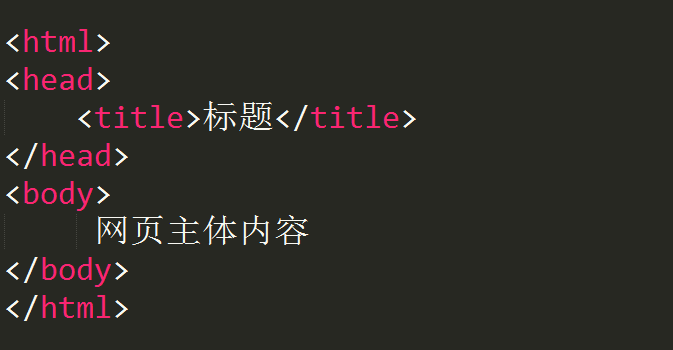 <html>
<head>
<title>标题</title>
</head>
<body>
网页主体内容
</body>
</html>